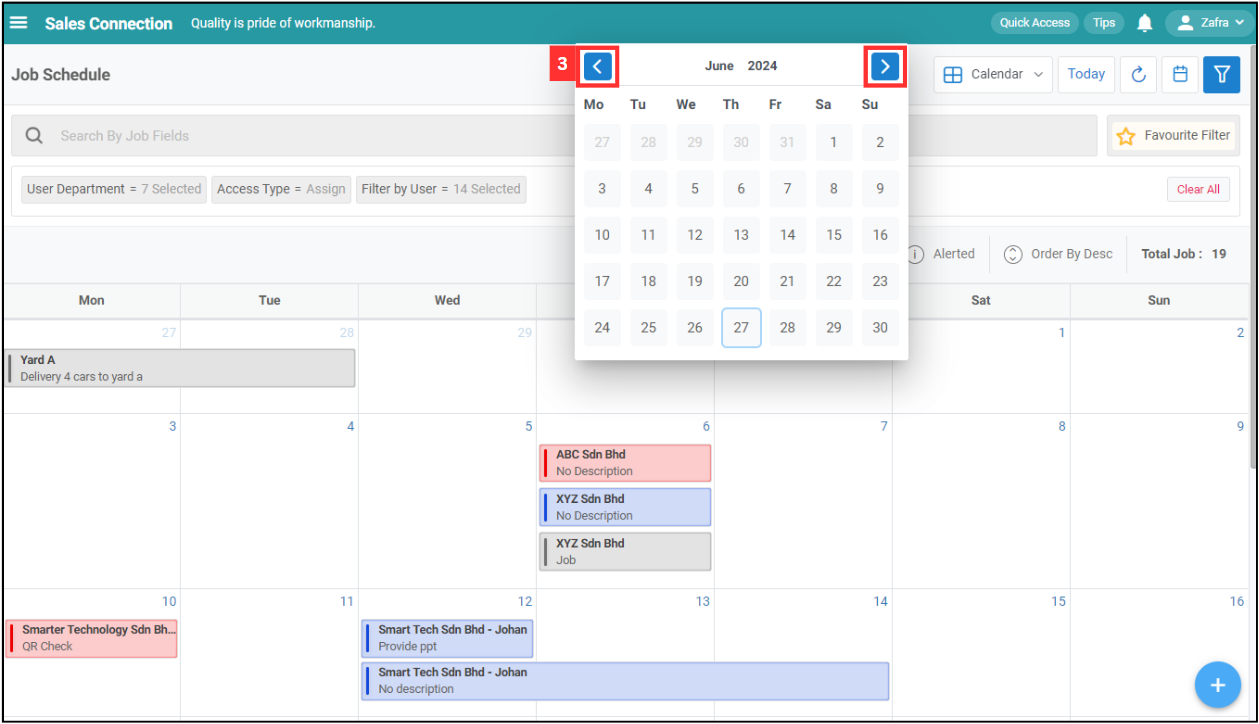 Sales Connection Quality is pride of workmanship. Quick Access Tips Zafra
Job Schedule
Calendar Today
3
June 2024
Mo Tu We Th Fr Sa Su
27 28 29 30 31 1 2
3 4 5 6 7 8 9
10 11 12 13 14 15 16
17 18 19 20 21 22 23
24 25 26 27 28 29 30
Search By Job Fields
Favourite Filter
User Department = 7 Selected Access Type = Assign Filter by User = 14 Selected
Clear All
Alerted Order By Desc Total Job : 19
Mon Tue Wed Sat Sun
27 28 29 1 2
Yard A
Delivery 4 cars to yard a
3 4 5 6 7 8 9
ABC Sdn Bhd
No Description
XYZ Sdn Bhd
No Description
XYZ Sdn Bhd
Job
10 11 12 13 14 15 16
Smarter Technology Sdn Bh...
QR Check
Smart Tech Sdn Bhd - Johan
Provide ppt
Smart Tech Sdn Bhd - Johan
No description
+